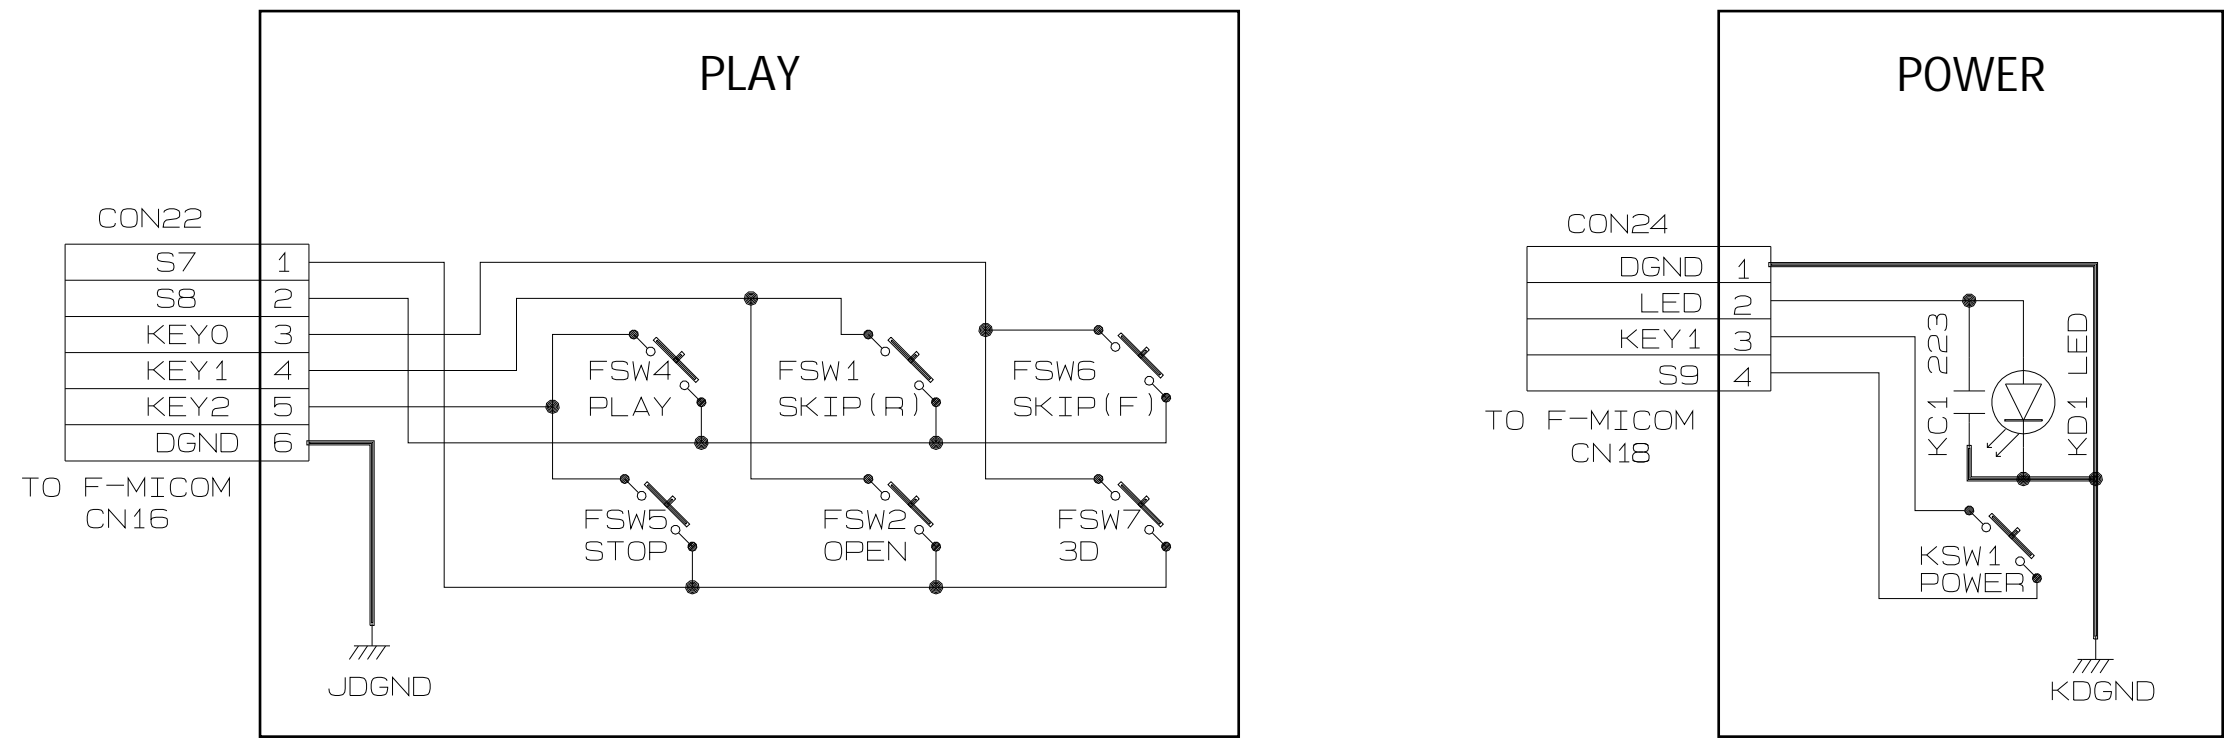 PLAY
CON22
S7 1
S8 2
KEY0 3
KEY1 4
KEY2 5
DGND 6
TO F-MICOM
CN16
JDGND
FSW4
PLAY
FSW1
SKIP(R)
FSW6
SKIP(F)
FSW5
STOP
FSW2
OPEN
FSW7
3D
POWER
CON24
DGND 1
LED 2
KEY1 3
S9 4
TO F-MICOM
CN18
KC1 223
KD1 LED
KSW1
POWER
KDGND